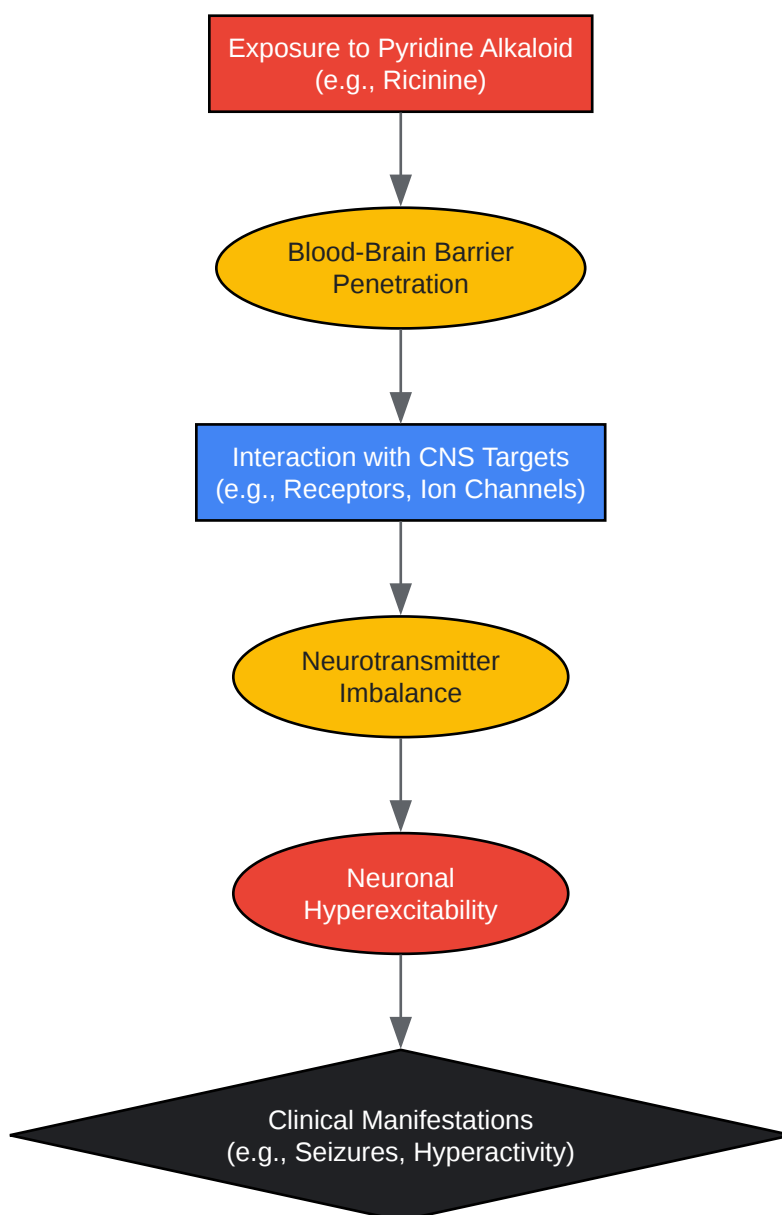 Exposure to Pyridine Alkaloid
(e.g., Ricinine)
Blood-Brain Barrier
Penetration
Interaction with CNS Targets
(e.g., Receptors, Ion Channels)
Neurotransmitter
Imbalance
Neuronal
Hyperexcitability
Clinical Manifestations
(e.g., Seizures, Hyperactivity)